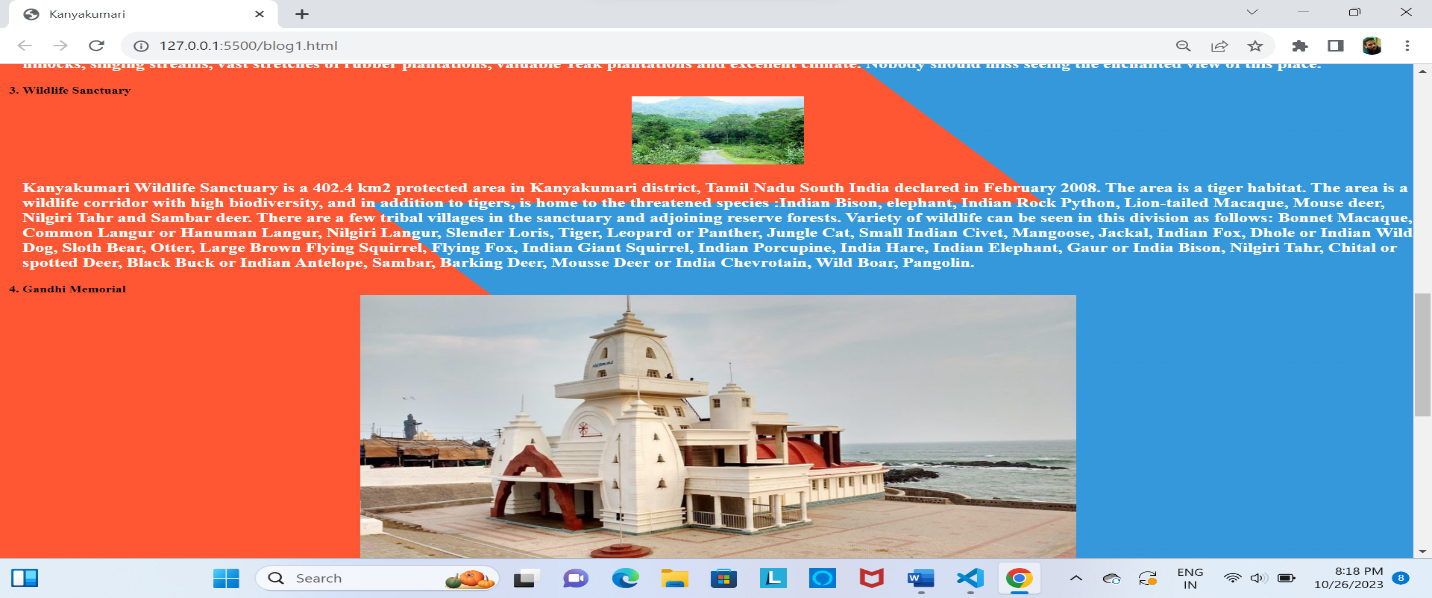 Kanyakumari
127.0.0.1:5500/blog1.html
hillocks, singing streams, vast stretches of rubber plantations, valuable Teak plantations and excellent climate. Nobody should miss seeing the enchanted view of this place.
3. Wildlife Sanctuary
Kanyakumari Wildlife Sanctuary is a 402.4 km2 protected area in Kanyakumari district, Tamil Nadu South India declared in February 2008. The area is a tiger habitat. The area is a
wildlife corridor with high biodiversity, and in addition to tigers, is home to the threatened species :Indian Bison, elephant, Indian Rock Python, Lion-tailed Macaque, Mouse deer,
Nilgiri Tahr and Sambar deer. There are a few tribal villages in the sanctuary and adjoining reserve forests. Variety of wildlife can be seen in this division as follows: Bonnet Macaque,
Common Langur or Hanuman Langur, Nilgiri Langur, Slender Loris, Tiger, Leopard or Panther, Jungle Cat, Small Indian Civet, Mangoose, Jackal, Indian Fox, Dhole or Indian Wild
Dog, Sloth Bear, Otter, Large Brown Flying Squirrel, Flying Fox, Indian Giant Squirrel, Indian Porcupine, India Hare, Indian Elephant, Gaur or India Bison, Nilgiri Tahr, Chital or
spotted Deer, Black Buck or Indian Antelope, Sambar, Barking Deer, Mousse Deer or India Chevrotain, Wild Boar, Pangolin.
4. Gandhi Memorial
Search
ENG
IN
8:18 PM
10/26/2023
8